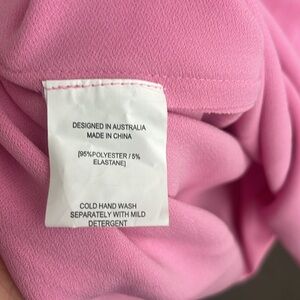 DESIGNED IN AUSTRALIA
MADE IN CHINA
[95%POLYESTER / 5%
ELASTANE]
COLD HAND WASH
SEPARATELY WITH MILD
DETERGENT